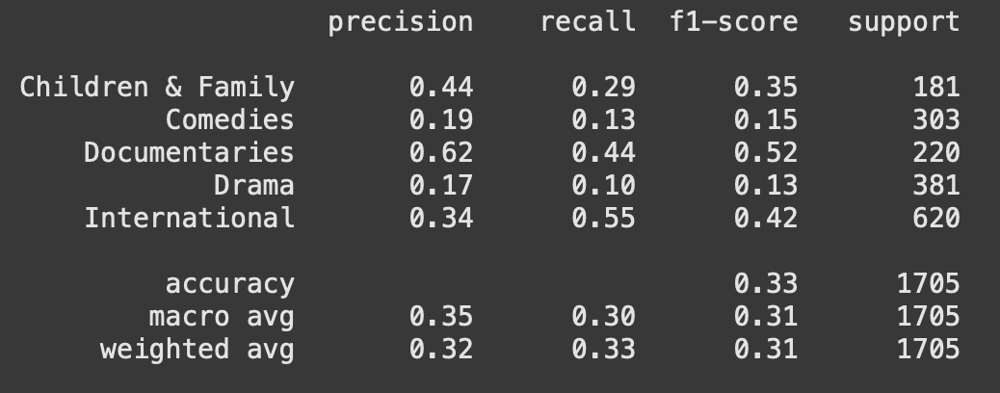 precision recall f1-score support
Children & Family 0.44 0.29 0.35 181
Comedies 0.19 0.13 0.15 303
Documentaries 0.62 0.44 0.52 220
Drama 0.17 0.10 0.13 381
International 0.34 0.55 0.42 620
accuracy 0.33 1705
macro avg 0.35 0.30 0.31 1705
weighted avg 0.32 0.33 0.31 1705